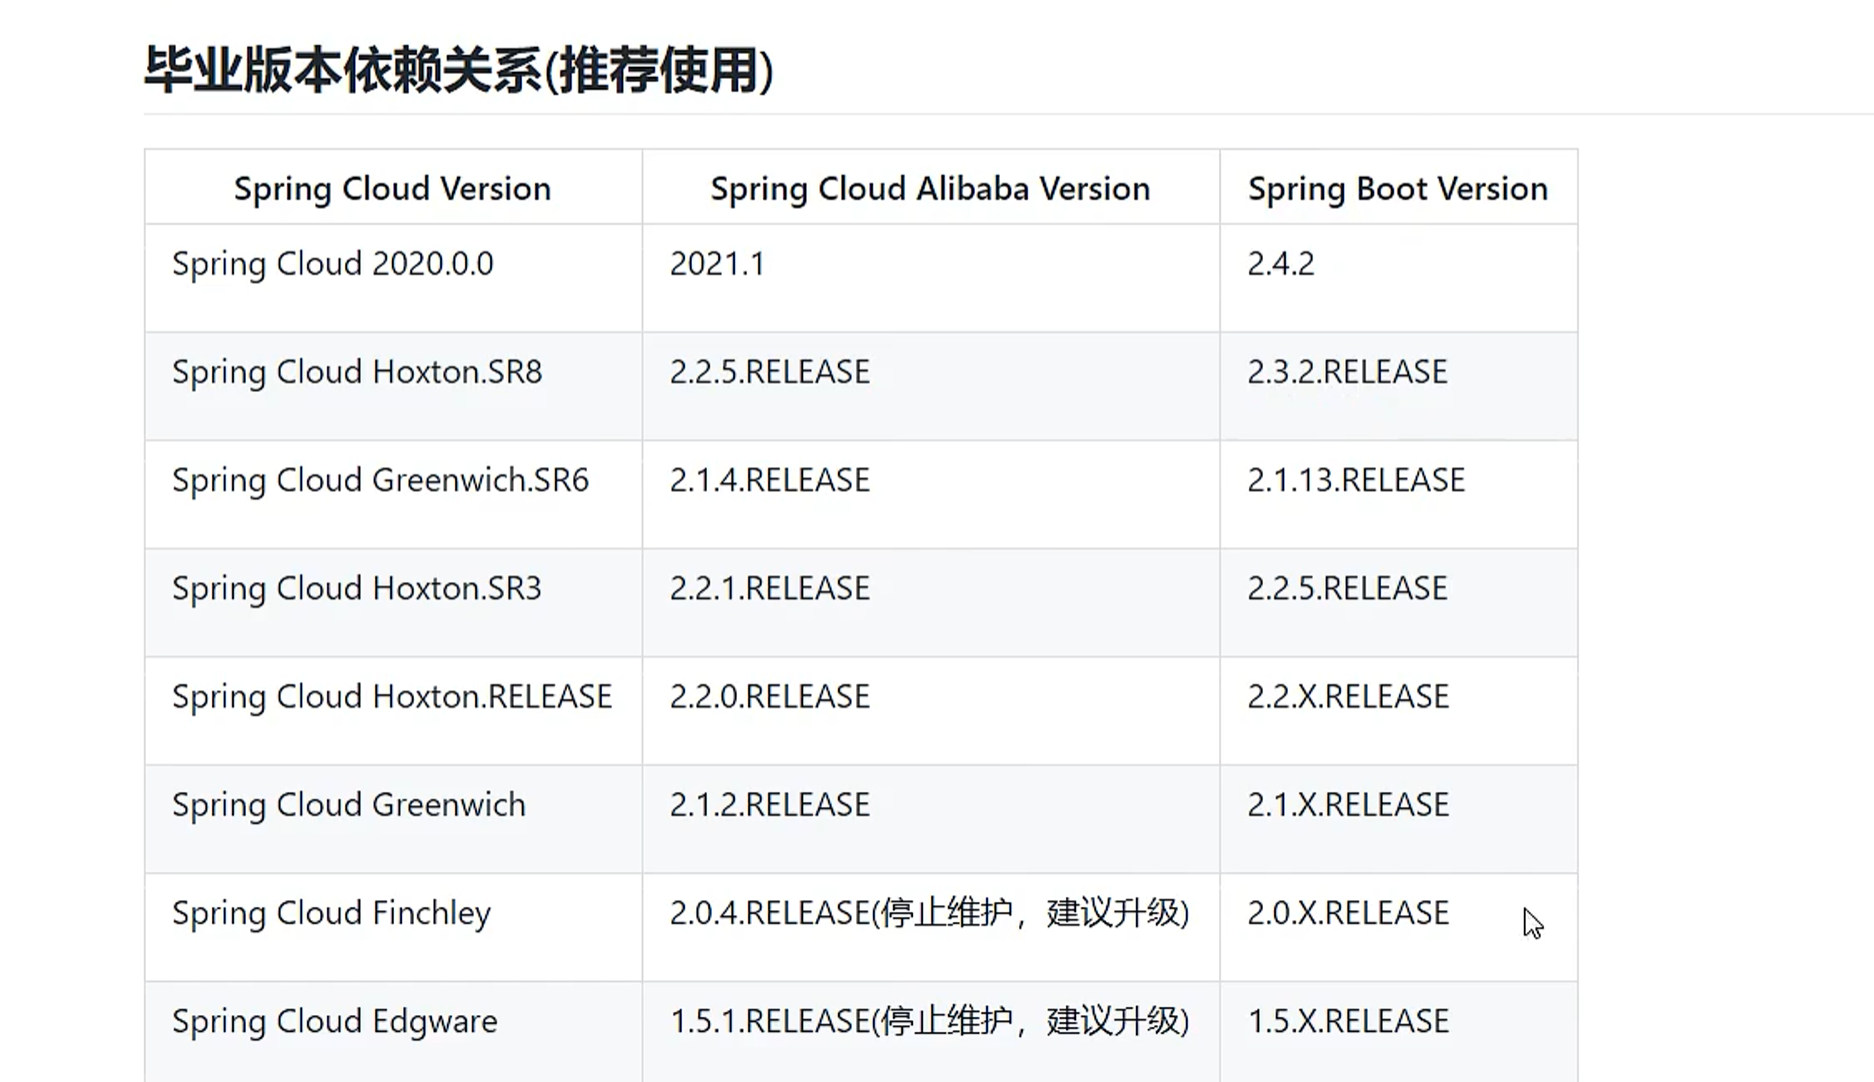 毕业版本依赖关系(推荐使用)
Spring Cloud Version Spring Cloud Alibaba Version Spring Boot Version
Spring Cloud 2020.0.0 2021.1 2.4.2
Spring Cloud Hoxton.SR8 2.2.5.RELEASE 2.3.2.RELEASE
Spring Cloud Greenwich.SR6 2.1.4.RELEASE 2.1.13.RELEASE
Spring Cloud Hoxton.SR3 2.2.1.RELEASE 2.2.5.RELEASE
Spring Cloud Hoxton.RELEASE 2.2.0.RELEASE 2.2.X.RELEASE
Spring Cloud Greenwich 2.1.2.RELEASE 2.1.X.RELEASE
Spring Cloud Finchley 2.0.4.RELEASE(停止维护，建议升级) 2.0.X.RELEASE
Spring Cloud Edgware 1.5.1.RELEASE(停止维护，建议升级) 1.5.X.RELEASE